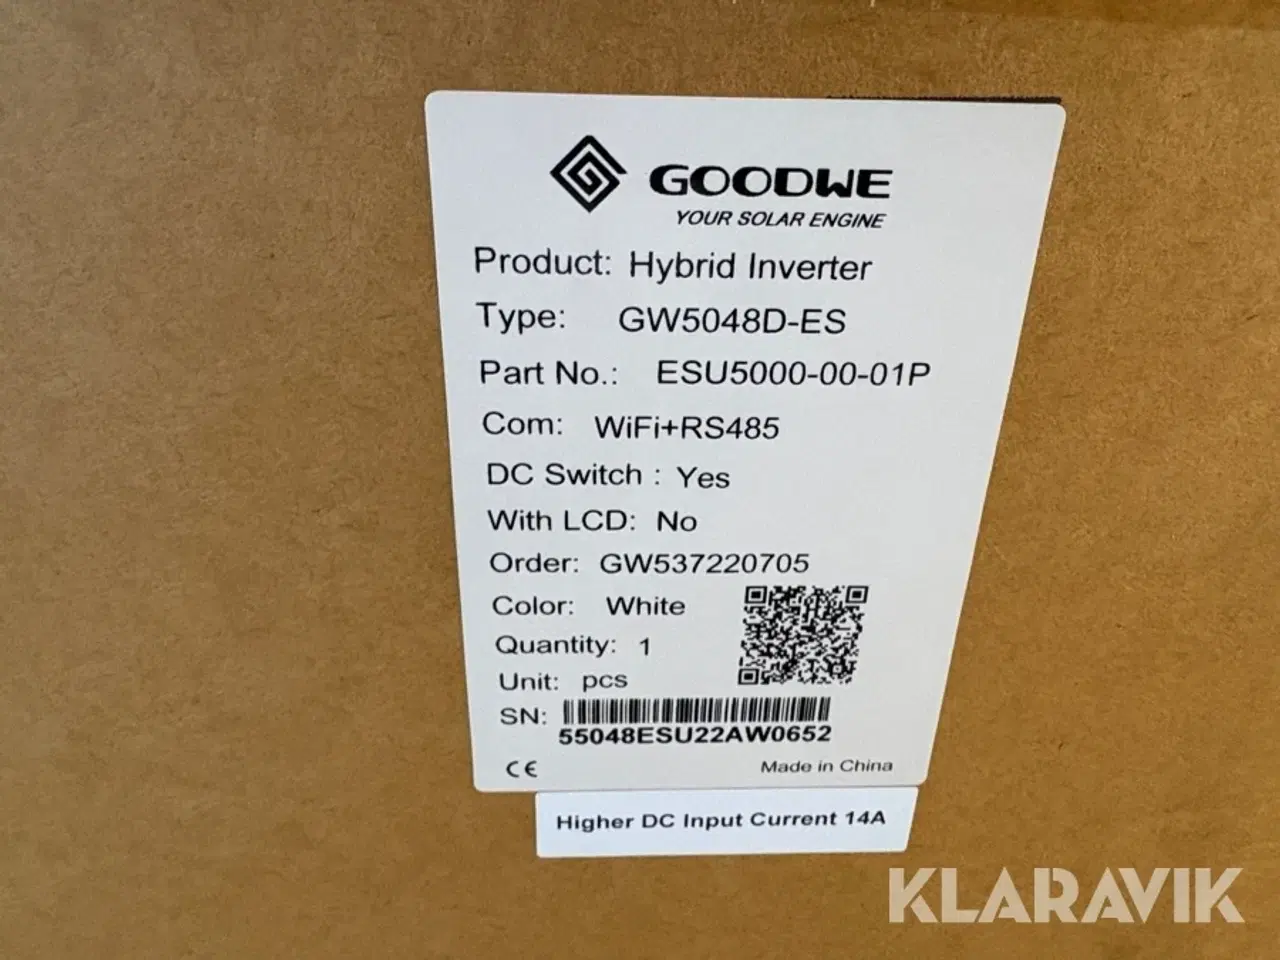 GOODWE
YOUR SOLAR ENGINE
Product: Hybrid Inverter
Type: GW5048D-ES
Part No.: ESU5000-00-01P
Com: WiFi+RS485
DC Switch : Yes
With LCD: No
Order: GW537220705
Color: White
Quantity: 1
Unit: pcs
SN:
55048ESU22AW0652
CE Made in China
Higher DC Input Current 14A
KLARAVIK